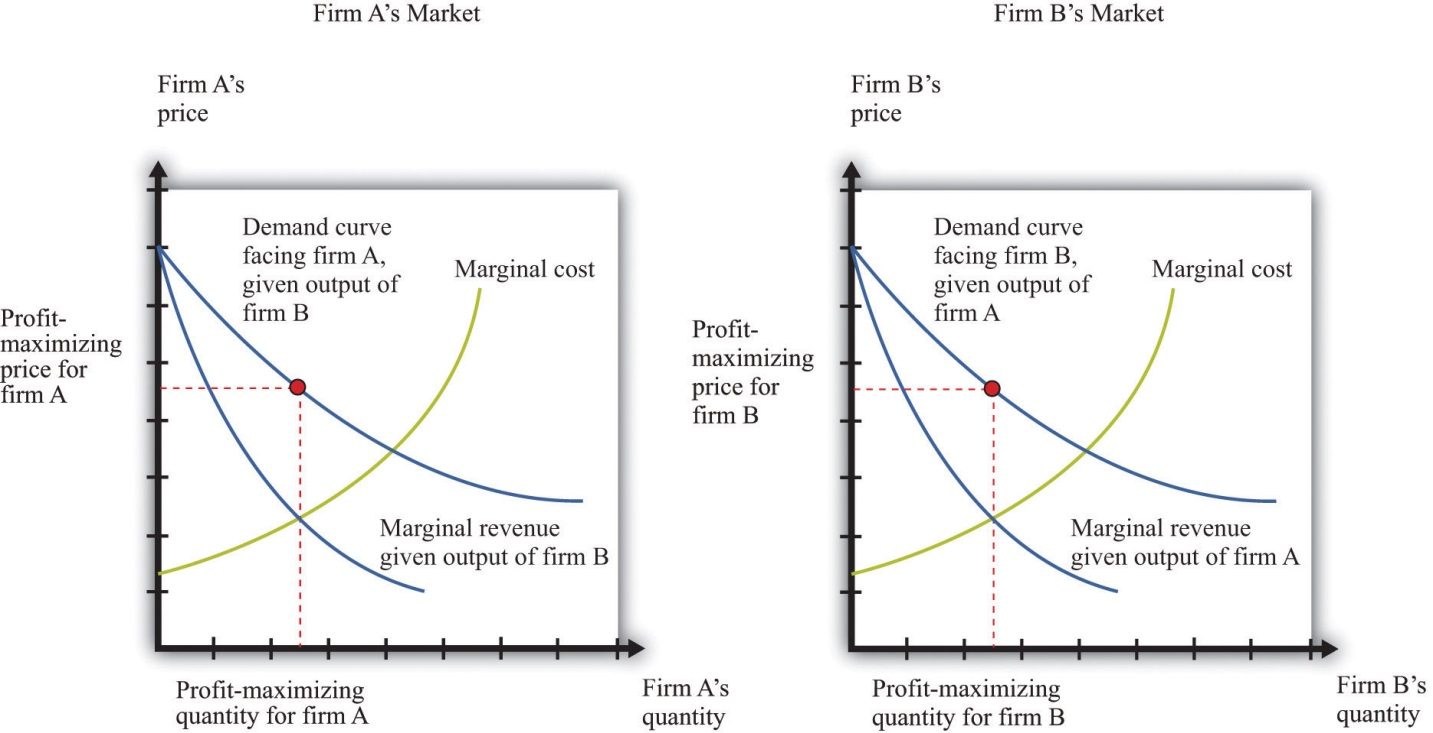 Firm A’s Market
Firm A’s
price
Demand curve
facing firm A,
given output of
firm B
Marginal cost
Profit-
maximizing
price for
firm A
Marginal revenue
given output of firm B
Profit-maximizing
quantity for firm A
Firm A’s
quantity
Firm B’s Market
Firm B’s
price
Demand curve
facing firm B,
given output of
firm A
Marginal cost
Profit-
maximizing
price for
firm B
Marginal revenue
given output of firm A
Profit-maximizing
quantity for firm B
Firm B’s
quantity